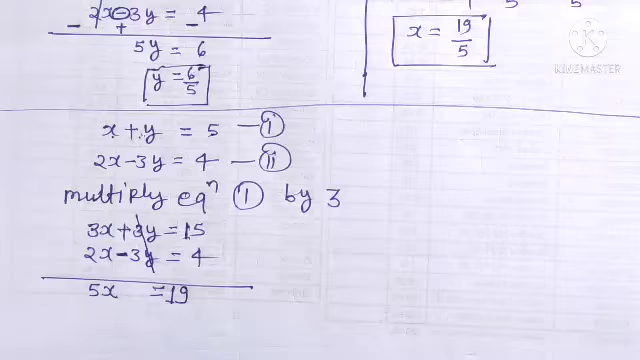 2x-3y = 4
- + -
5y = 6
y = 6/5
x = 19/5
KINEMASTER
x + y = 5 — (i)
2x-3y = 4 — (ii)
multiply eqn (1) by 3
3x+3y = 15
2x-3y = 4
5x = 19